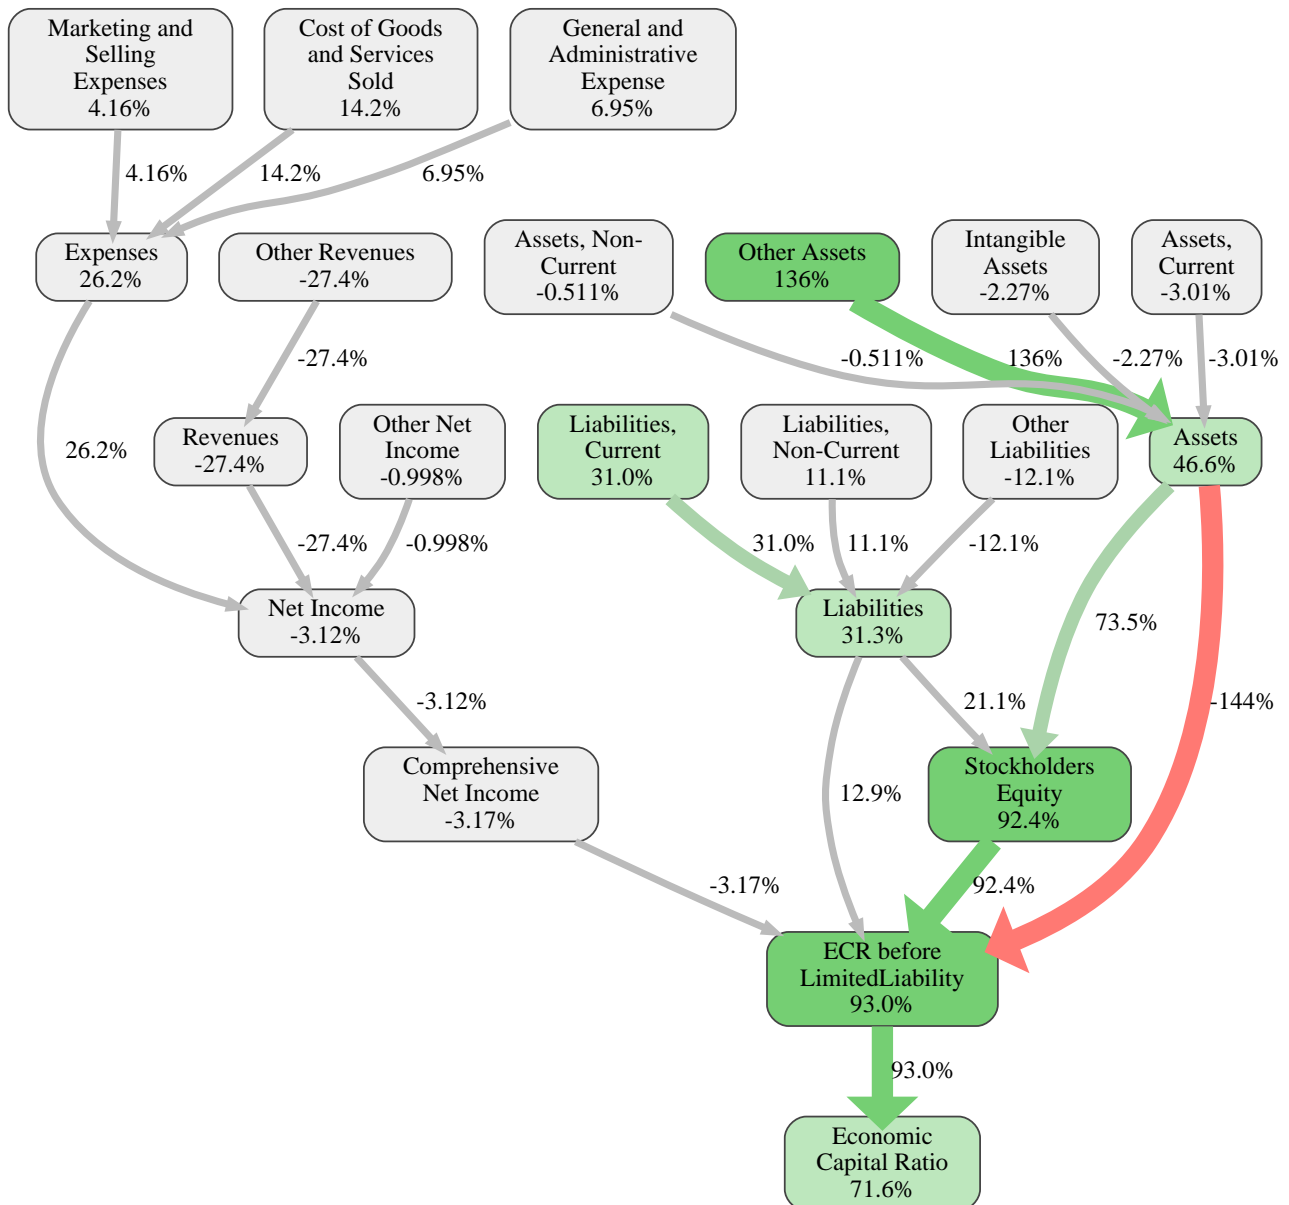 Marketing and
Selling
Expenses
4.16%
Cost of Goods
and Services
Sold
14.2%
General and
Administrative
Expense
6.95%
4.16%
14.2%
6.95%
Expenses
26.2%
Other Revenues
-27.4%
Assets, Non-
Current
-0.511%
Other Assets
136%
Intangible
Assets
-2.27%
Assets,
Current
-3.01%
-27.4%
-0.511%
136%
-2.27%
-3.01%
26.2%
Revenues
-27.4%
Other Net
Income
-0.998%
Liabilities,
Current
31.0%
Liabilities,
Non-Current
11.1%
Other
Liabilities
-12.1%
Assets
46.6%
-27.4%
-0.998%
31.0%
11.1%
-12.1%
Net Income
-3.12%
Liabilities
31.3%
73.5%
-144%
-3.12%
21.1%
Comprehensive
Net Income
-3.17%
12.9%
Stockholders
Equity
92.4%
-3.17%
92.4%
ECR before
LimitedLiability
93.0%
93.0%
Economic
Capital Ratio
71.6%